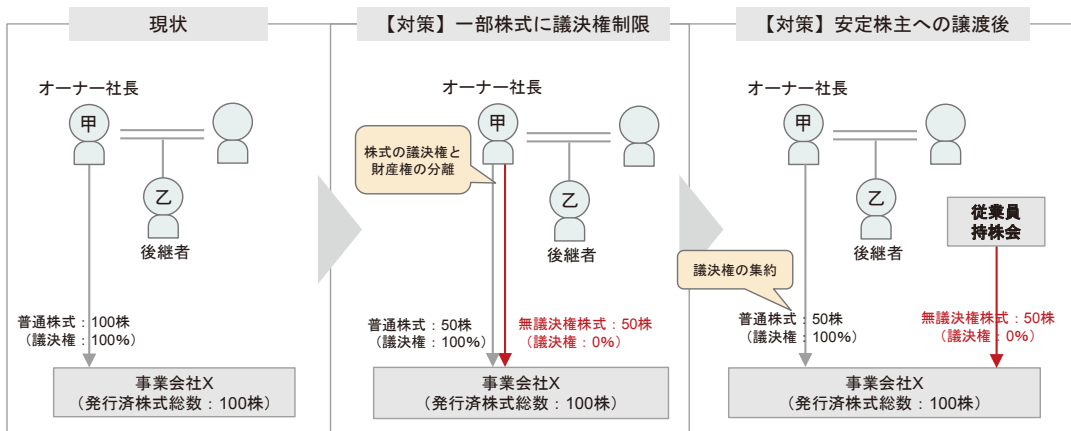 現状
オーナー社長
甲
乙
後継者
普通株式：100株
（議決権：100%）
事業会社X
（発行済株式総数：100株）
【対策】一部株式に議決権制限
オーナー社長
甲
株式の議決権と
財産権の分離
乙
後継者
普通株式：50株
（議決権：100%）
無議決権株式：50株
（議決権：0%）
事業会社X
（発行済株式総数：100株）
【対策】安定株主への譲渡後
オーナー社長
甲
乙
後継者
従業員
持株会
議決権の集約
普通株式：50株
（議決権：100%）
無議決権株式：50株
（議決権：0%）
事業会社X
（発行済株式総数：100株）